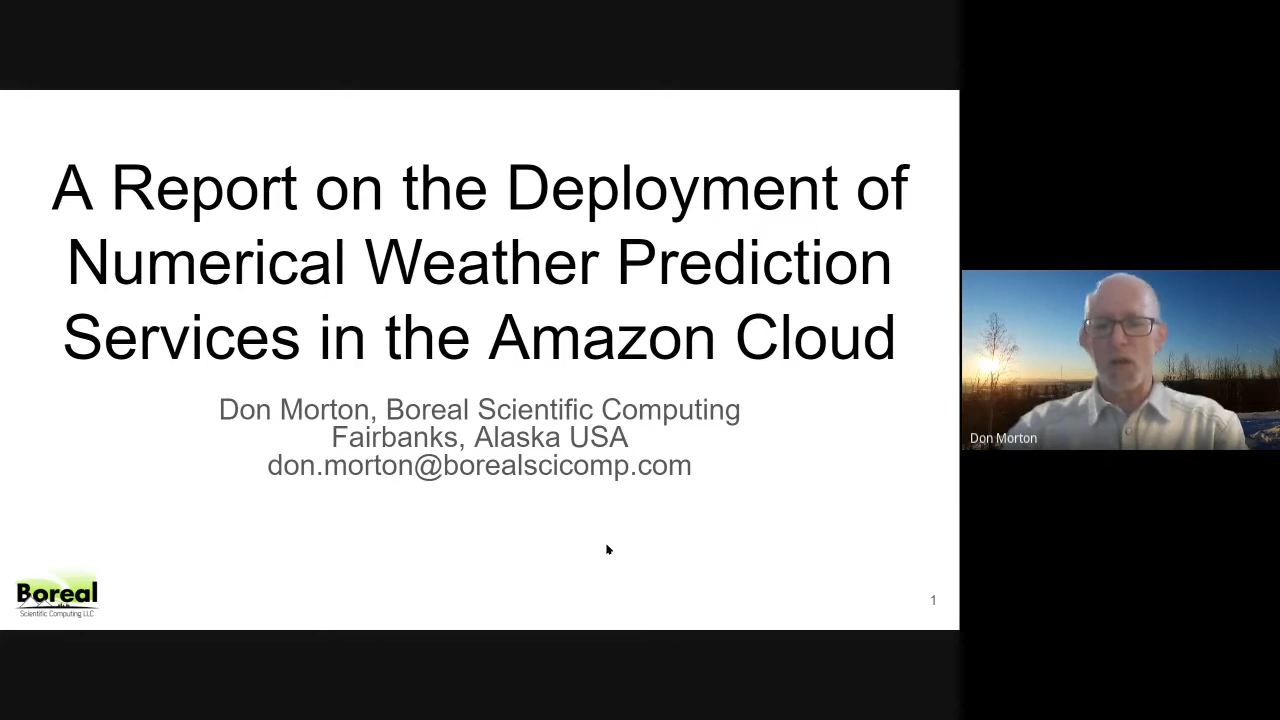 A Report on the Deployment of
Numerical Weather Prediction
Services in the Amazon Cloud
Don Morton, Boreal Scientific Computing
Fairbanks, Alaska USA
don.morton@borealscicomp.com
Boreal
Scientific Computing LLC
1
Don Morton